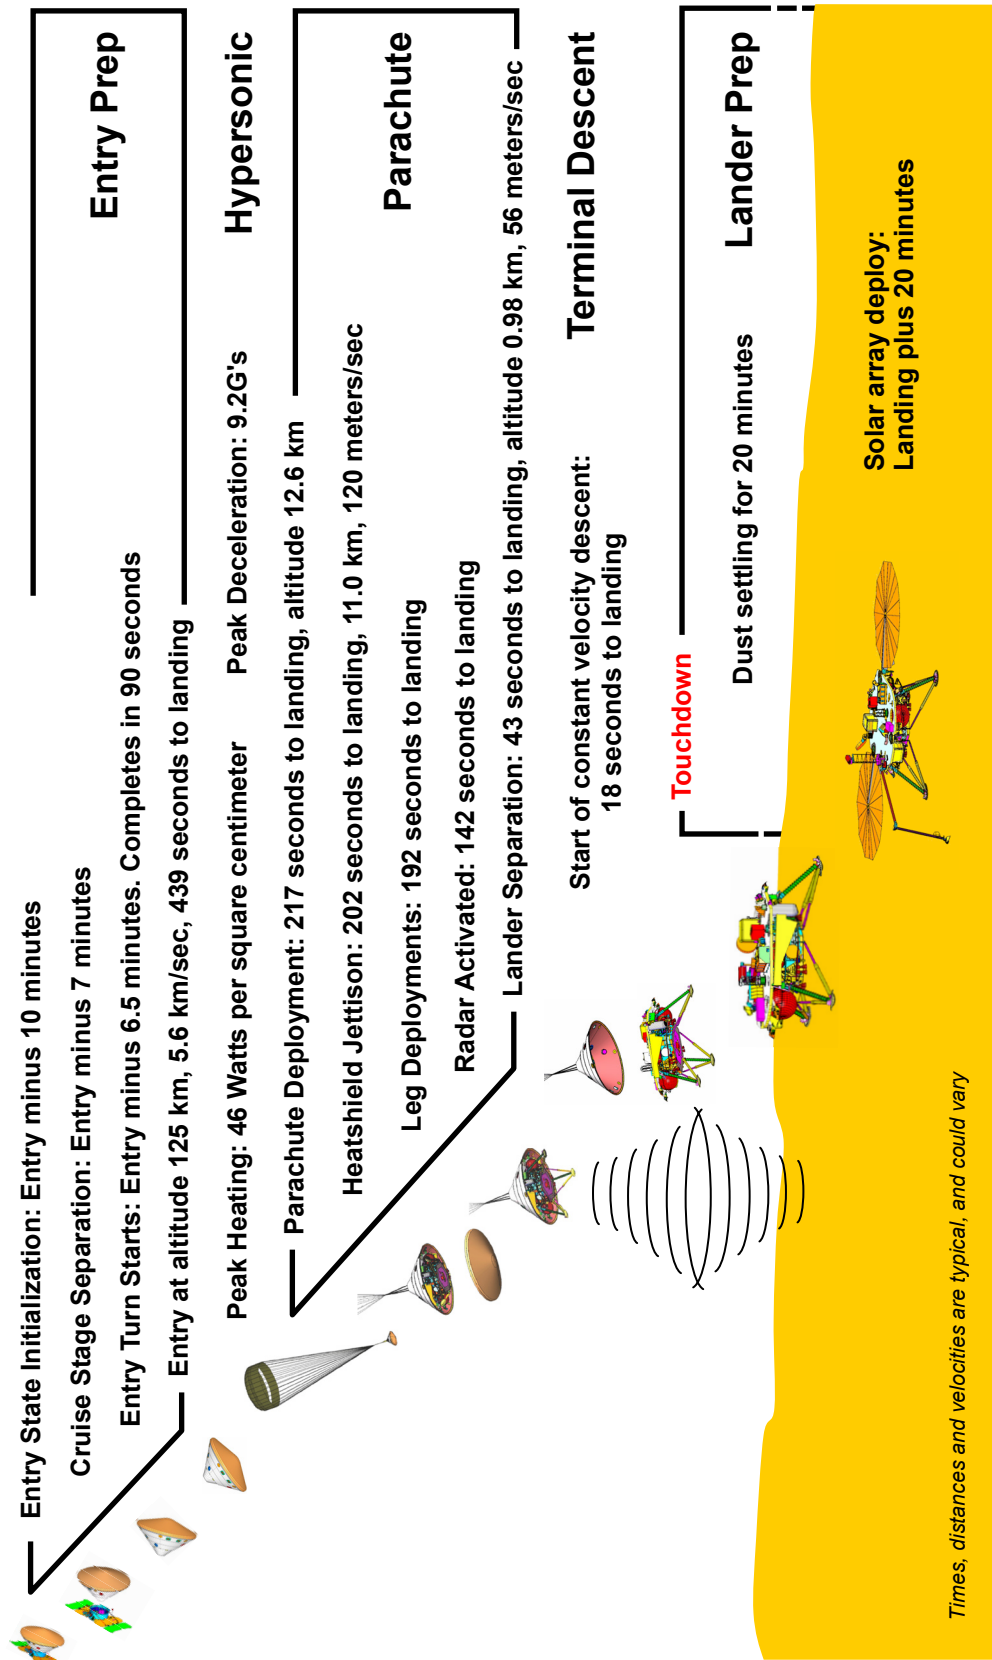 Entry State Initialization: Entry minus 10 minutes
Cruise Stage Separation: Entry minus 7 minutes
Entry Prep
Entry Turn Starts: Entry minus 6.5 minutes. Completes in 90 seconds
Entry at altitude 125 km, 5.6 km/sec, 439 seconds to landing
Peak Heating: 46 Watts per square centimeter
Peak Deceleration: 9.2G's
Hypersonic
Parachute Deployment: 217 seconds to landing, altitude 12.6 km
Heatshield Jettison: 202 seconds to landing, 11.0 km, 120 meters/sec
Parachute
Leg Deployments: 192 seconds to landing
Radar Activated: 142 seconds to landing
Lander Separation: 43 seconds to landing, altitude 0.98 km, 56 meters/sec
Terminal Descent
Start of constant velocity descent:
18 seconds to landing
Touchdown
Dust settling for 20 minutes
Lander Prep
Solar array deploy:
Landing plus 20 minutes
Times, distances and velocities are typical, and could vary